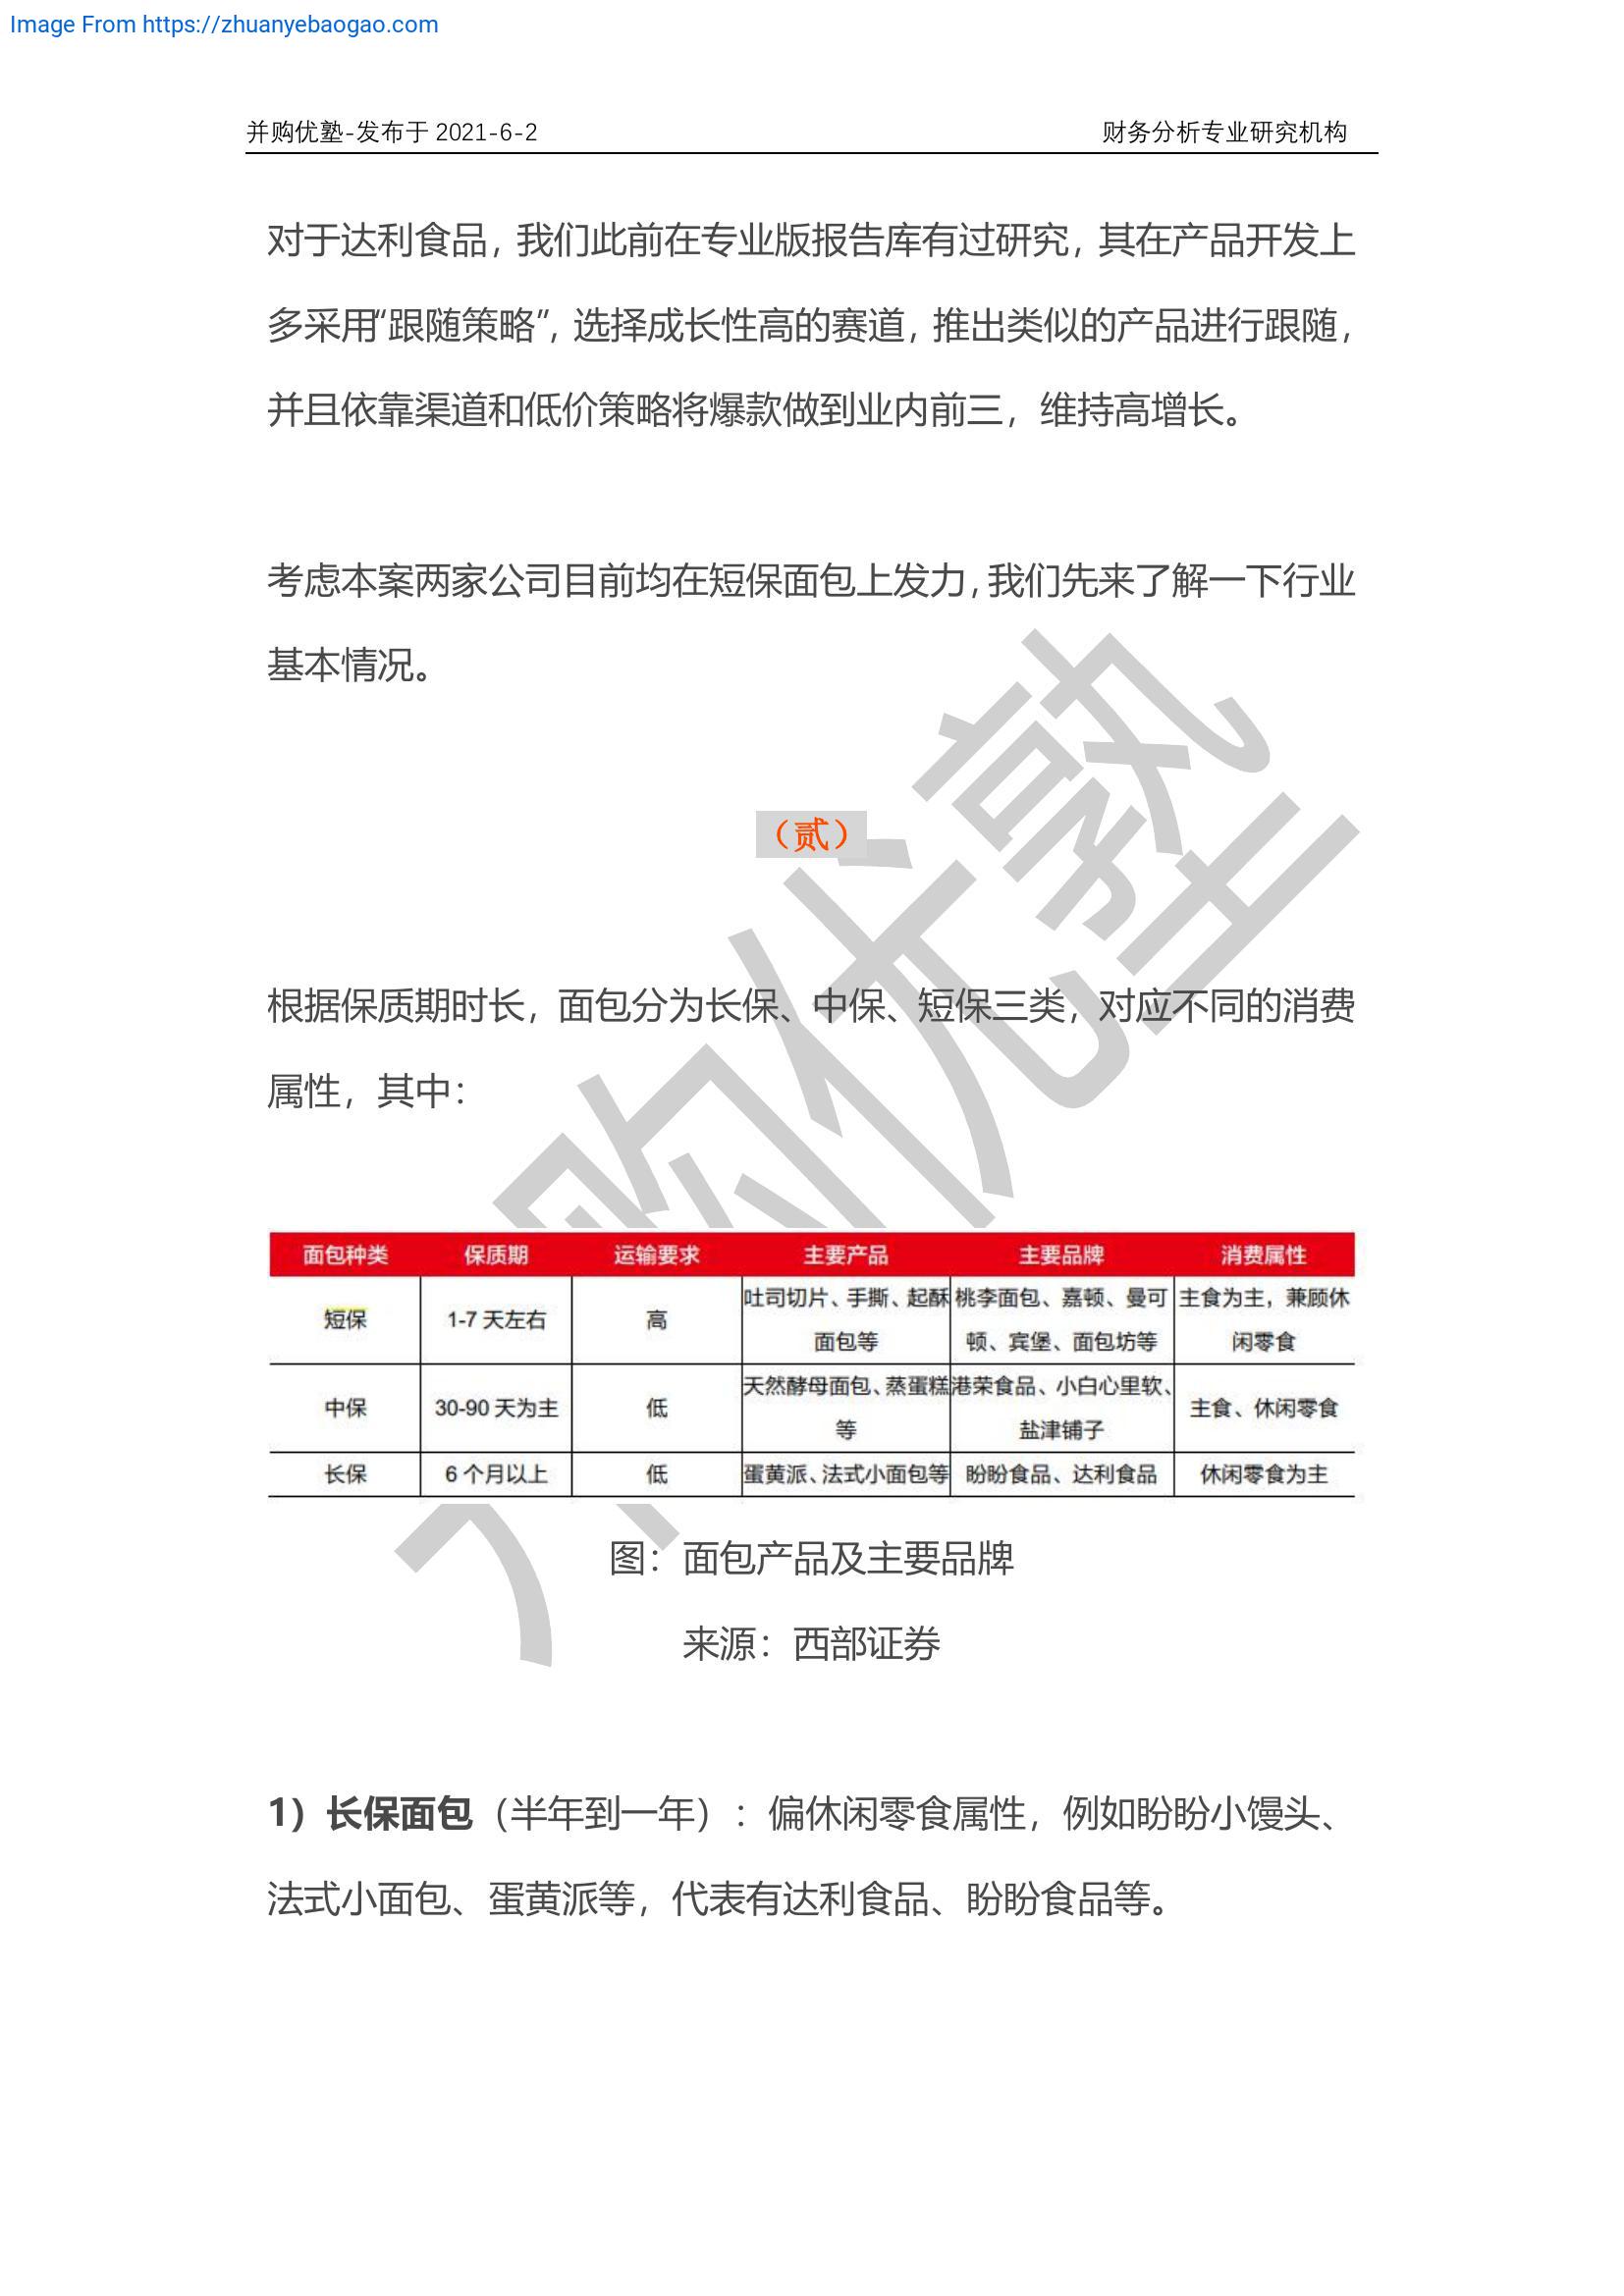 Image From https://zhuanyebaogao.com
并购优塾-发布于 2021-6-2 财务分析专业研究机构
对于达利食品，我们此前在专业版报告库有过研究，其在产品开发上
多采用“跟随策略”，选择成长性高的赛道，推出类似的产品进行跟随，
并且依靠渠道和低价策略将爆款做到业内前三，维持高增长。
考虑本案两家公司目前均在短保面包上发力，我们先来了解一下行业
基本情况。
（贰）
根据保质期时长，面包分为长保、中保、短保三类，对应不同的消费
属性，其中：
面包种类 保质期 运输要求 主要产品 主要品牌 消费属性
短保 1-7 天左右 高 吐司切片、手撕、起酥面包等 桃李面包、嘉顿、曼可顿、宾堡、面包坊等 主食为主，兼顾休闲零食
中保 30-90 天为主 低 天然酵母面包、蒸蛋糕等 港荣食品、小白心里软、盐津铺子 主食、休闲零食
长保 6 个月以上 低 蛋黄派、法式小面包等 盼盼食品、达利食品 休闲零食为主
图：面包产品及主要品牌
来源：西部证券
1）长保面包（半年到一年）：偏休闲零食属性，例如盼盼小馒头、
法式小面包、蛋黄派等，代表有达利食品、盼盼食品等。
并购优塾